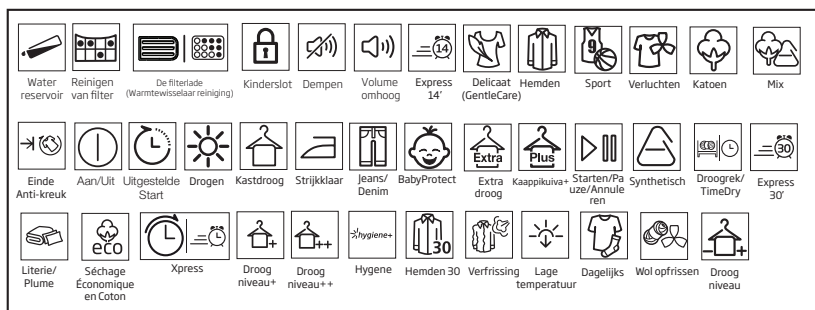 14
9
Water reservoir
Reinigen van filter
De filterlade (Warmtewisselaar reiniging)
Kinderslot
Dempen
Volume omhoog
Express 14'
Delicaat (GentleCare)
Hemden
Sport
Verluchten
Katoen
Mix
Extra
Plus
30
Einde Anti-kreuk
Aan/Uit
Uitgestelde Start
Drogen
Kastdroog
Strijkklaar
Jeans/ Denim
BabyProtect
Extra droog
Kaappikuiva+
Starten/Pa uze/Annule ren
Synthetisch
Droogrek/ TimeDry
Express 30'
eco
+
++
hygiene+
30
- +
Literie/ Plume
Séchage Économique en Coton
Xpress
Droog niveau+
Droog niveau++
Hygene
Hemden 30
Verfrissing
Lage temperatuur
Dagelijks
Wol opfrissen
Droog niveau